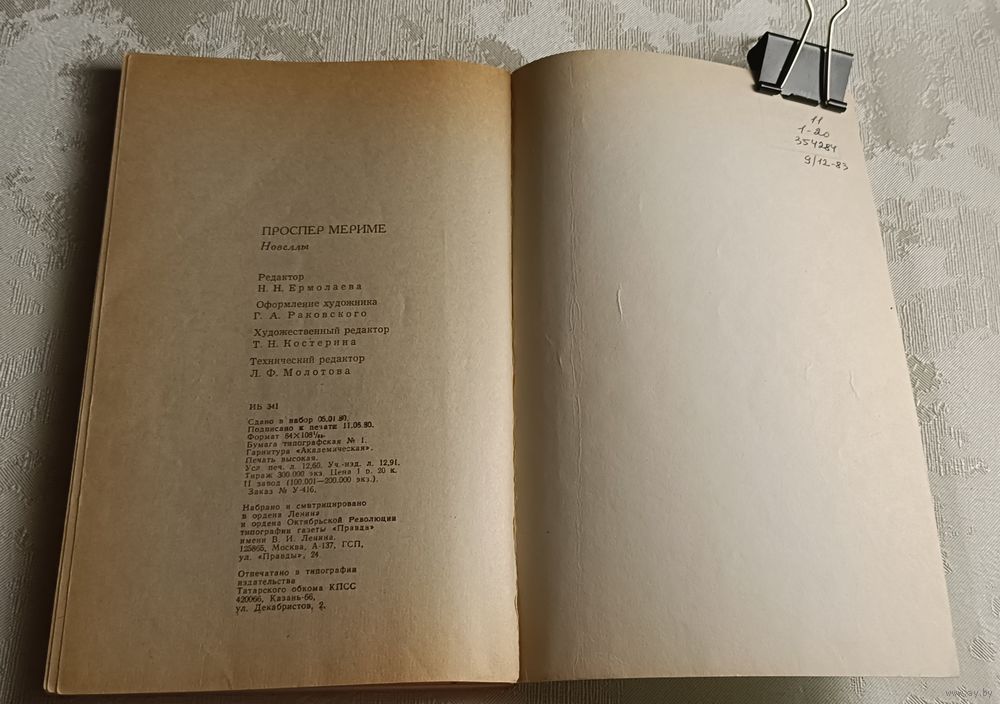 ПРОСПЕР МЕРИМЕ
Новеллы
Редактор
Н. Н. Ермолаева
Оформление художника
Г. А. Раковского
Художественный редактор
Т. Н. Костерина
Технический редактор
Л. Ф. Молотова
ИБ 341
Сдано в набор 05.01.80.
Подписано к печати 11.06.80.
Формат 84×108¹/₃₂.
Бумага типографская № 1.
Гарнитура «Академическая».
Печать высокая.
Усл. печ. л. 12,60. Уч.-изд. л. 12,91.
Тираж 300.000 экз. Цена 1 р. 20 к.
II завод (100.001—200.000 экз.).
Заказ № У-416.
Набрано и сматрицировано
в ордена Ленина
и ордена Октябрьской Революции
типографии газеты «Правда»
имени В. И. Ленина.
125865, Москва, А-137, ГСП,
ул. «Правды», 24.
Отпечатано в типографии
издательства
Татарского обкома КПСС
420066, Казань-66,
ул. Декабристов, 2.
11
1-20
354284
9/12-83
www.ay.by